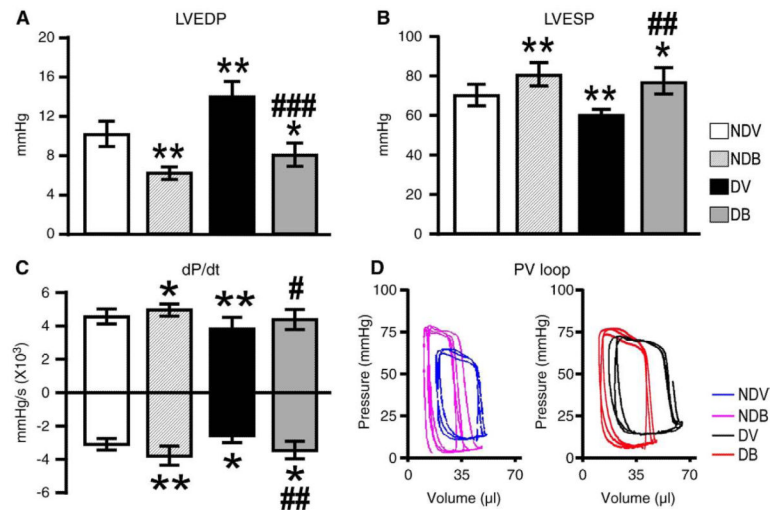 A
LVEDP
mmHg
20
16
12
8
4
0
**
**
###
*
B
LVESP
mmHg
100
80
60
40
20
0
**
**
##
*
NDV
NDB
DV
DB
C
dP/dt
mmHg/s (X10³)
6
4
2
0
-2
-4
-6
*
**
#
**
*
*
##
D
PV loop
Pressure (mmHg)
100
75
50
25
0
0 35 70
Volume (µl)
Pressure (mmHg)
100
75
50
25
0
0 35 70
Volume (µl)
NDV
NDB
DV
DB